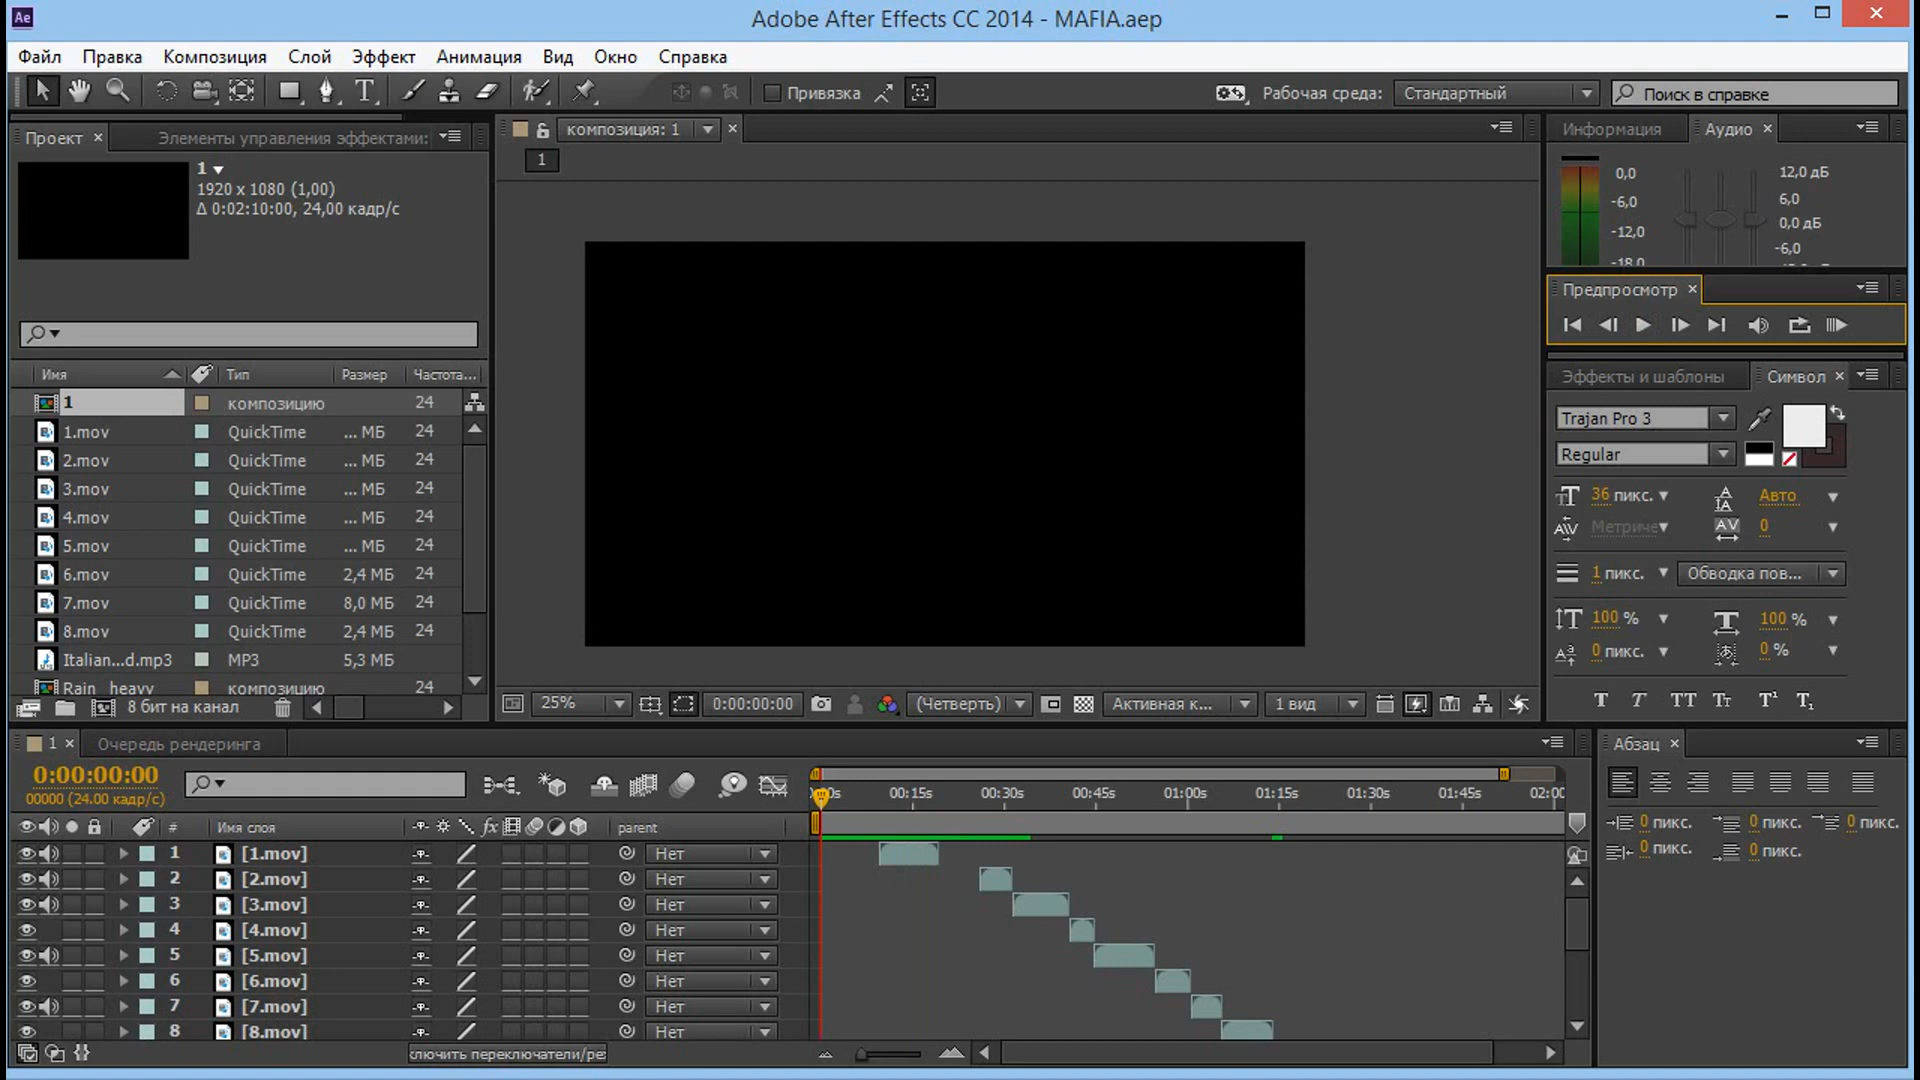 Ae
Adobe After Effects CC 2014 - MAFIA.aep
Файл Правка Композиция Слой Эффект Анимация Вид Окно Справка
Привязка Рабочая среда: Стандартный Поиск в справке
Проект Элементы управления эффектами:
1
1920 x 1080 (1,00)
Δ 0:02:10:00, 24,00 кадр/с
Имя Тип Размер Частота...
1 композицию 24
1.mov QuickTime ... МБ 24
2.mov QuickTime ... МБ 24
3.mov QuickTime ... МБ 24
4.mov QuickTime ... МБ 24
5.mov QuickTime ... МБ 24
6.mov QuickTime 2,4 МБ 24
7.mov QuickTime 8,0 МБ 24
8.mov QuickTime 2,4 МБ 24
Italian...d.mp3 MP3 5,3 МБ
Rain_heavy композицию 24
8 бит на канал
композиция: 1
1
25% 0:00:00:00 (Четверть) Активная к... 1 вид
Информация Аудио
0,0 12,0 дБ
-6,0 6,0
-12,0 0,0 дБ
-18,0 -6,0
Предпросмотр
Эффекты и шаблоны Символ
Trajan Pro 3
Regular
36 пикс. Авто
Метриче 0
1 пикс. Обводка пов...
100 % 100 %
0 пикс. 0 %
1 Очередь рендеринга
0:00:00:00
00000 (24.00 кадр/с)
00:15s 00:30s 00:45s 01:00s 01:15s 01:30s 01:45s 02:00
# Имя слоя fx parent
1 [1.mov] Нет
2 [2.mov] Нет
3 [3.mov] Нет
4 [4.mov] Нет
5 [5.mov] Нет
6 [6.mov] Нет
7 [7.mov] Нет
8 [8.mov] Нет
ключить переключатели/ре
Абзац
0 пикс. 0 пикс. 0 пикс.
0 пикс. 0 пикс.